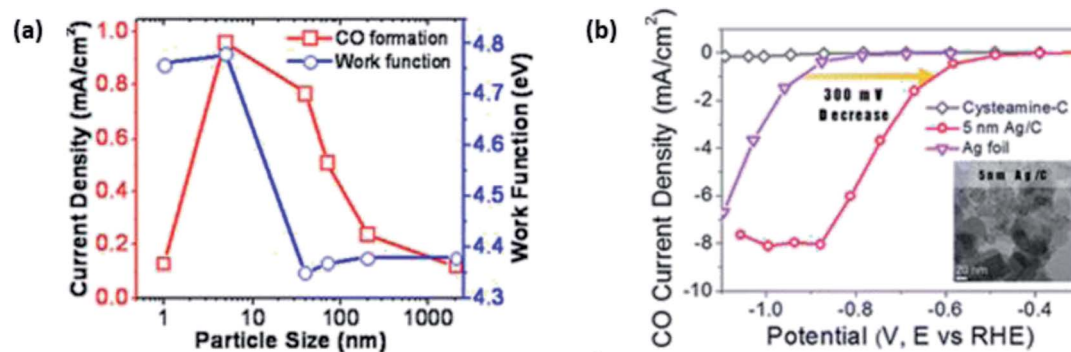 (a)
Current Density (mA/cm²)
1.0
0.8
0.6
0.4
0.2
0.0
CO formation
Work function
4.8
4.7
4.6
4.5
4.4
4.3
Work Function (eV)
1 10 100 1000
Particle Size (nm)
(b)
CO Current Density (mA/cm²)
0
-2
-4
-6
-8
-10
300 mV
Decrease
Cysteamine-C
5 nm Ag/C
Ag foil
5nm Ag/C
20 nm
-1.0 -0.8 -0.6 -0.4
Potential (V, E vs RHE)